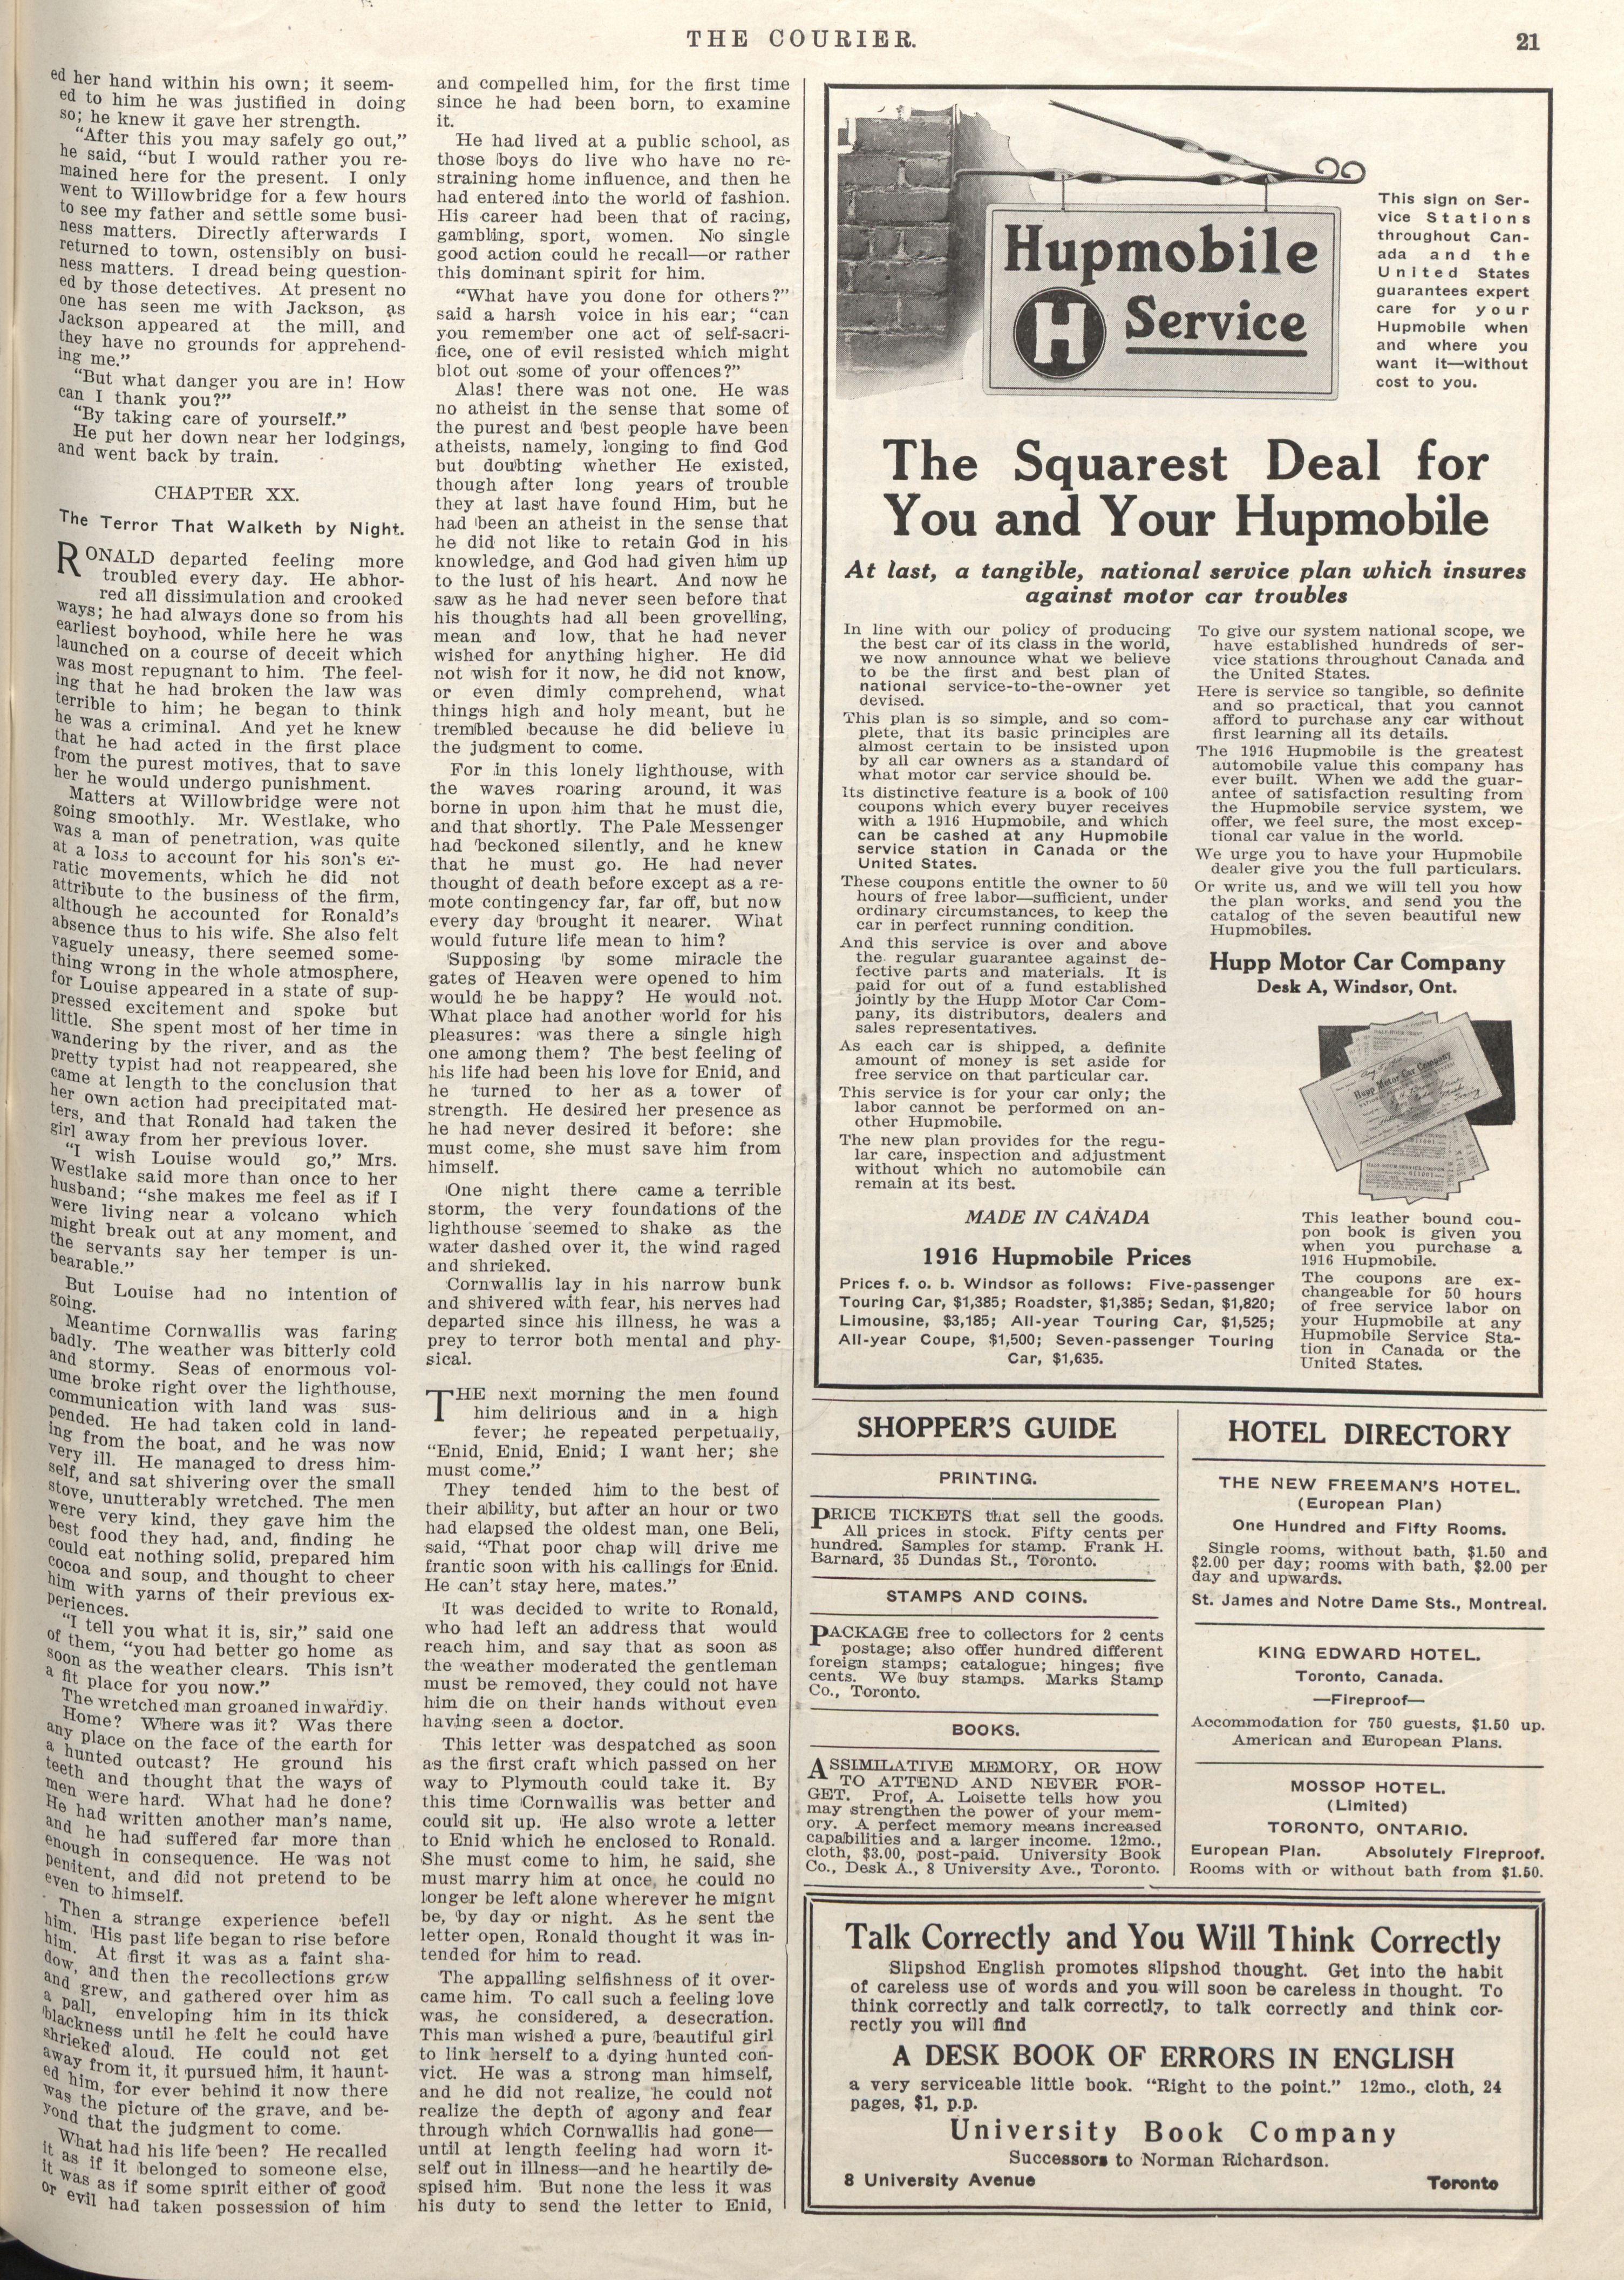 THE COURIER.
21
ed her hand within his own; it seem-
ed to him he was justified in doing
so; he knew it gave her strength.
"After this you may safely go out,"
he said, "but I would rather you re-
mained here for the present. I only
went to Willowbridge for a few hours
to see my father and settle some busi-
ness matters. Directly afterwards I
returned to town, ostensibly on busi-
ness matters. I dread being question-
ed by those detectives. At present no
one has seen me with Jackson, as
Jackson appeared at the mill, and
they have no grounds for apprehend-
ing me."
"But what danger you are in! How
can I thank you?"
"By taking care of yourself."
He put her down near her lodgings,
and went back by train.
CHAPTER XX.
The Terror That Walketh by Night.
RONALD departed feeling more
troubled every day. He abhor-
red all dissimulation and crooked
ways; he had always done so from his
earliest boyhood, while here he was
launched on a course of deceit which
was most repugnant to him. The feel-
ing that he had broken the law was
terrible to him; he began to think
he was a criminal. And yet he knew
that he had acted in the first place
from the purest motives, that to save
her he would undergo punishment.
Matters at Willowbridge were not
going smoothly. Mr. Westlake, who
was a man of penetration, was quite
at a loss to account for his son's er-
ratic movements, which he did not
attribute to the business of the firm,
although he accounted for Ronald's
absence thus to his wife. She also felt
vaguely uneasy, there seemed some-
thing wrong in the whole atmosphere,
for Louise appeared in a state of sup-
pressed excitement and spoke but
little. She spent most of her time in
wandering by the river, and as the
pretty typist had not reappeared, she
came at length to the conclusion that
her own action had precipitated mat-
ters, and that Ronald had taken the
girl away from her previous lover.
"I wish Louise would go," Mrs.
Westlake said more than once to her
husband; "she makes me feel as if I
were living near a volcano which
might break out at any moment, and
the servants say her temper is un-
bearable."
But Louise had no intention of
going.
Meantime Cornwallis was faring
badly. The weather was bitterly cold
and stormy. Seas of enormous vol-
ume broke right over the lighthouse,
communication with land was sus-
pended. He had taken cold in land-
ing from the boat, and he was now
very ill. He managed to dress him-
self, and sat shivering over the small
stove, unutterably wretched. The men
were very kind, they gave him the
best food they had, and, finding he
could eat nothing solid, prepared him
cocoa and soup, and thought to cheer
him with yarns of their previous ex-
periences.
"I tell you what it is, sir," said one
of them, "you had better go home as
soon as the weather clears. This isn't
a fit place for you now."
The wretched man groaned inwardly.
Home? Where was it? Was there
any place on the face of the earth for
a hunted outcast? He ground his
teeth and thought that the ways of
men were hard. What had he done?
He had written another man's name,
and he had suffered far more than
enough in consequence. He was not
penitent, and did not pretend to be
even to himself.
Then a strange experience befell
him. His past life began to rise before
him. At first it was as a faint sha-
dow, and then the recollections grew
and grew, and gathered over him as
a pall, enveloping him in its thick
blackness until he felt he could have
shrieked aloud. He could not get
away from it, it pursued him, it haunt-
ed him, for ever behind it now there
was the picture of the grave, and be-
yond that the judgment to come.
What had his life been? He recalled
it as if it belonged to someone else,
it was as if some spirit either of good
or evil had taken possession of him
and compelled him, for the first time
since he had been born, to examine
it.
He had lived at a public school, as
those boys do live who have no re-
straining home influence, and then he
had entered into the world of fashion.
His career had been that of racing,
gambling, sport, women. No single
good action could he recall—or rather
this dominant spirit for him.
"What have you done for others?"
said a harsh voice in his ear; "can
you remember one act of self-sacri-
fice, one of evil resisted which might
blot out some of your offences?"
Alas! there was not one. He was
no atheist in the sense that some of
the purest and best people have been
atheists, namely, longing to find God
but doubting whether He existed,
though after long years of trouble
they at last have found Him, but he
had been an atheist in the sense that
he did not like to retain God in his
knowledge, and God had given him up
to the lust of his heart. And now he
saw as he had never seen before that
his thoughts had all been grovelling,
mean and low, that he had never
wished for anything higher. He did
not wish for it now, he did not know,
or even dimly comprehend, what
things high and holy meant, but he
trembled because he did believe in
the judgment to come.
For in this lonely lighthouse, with
the waves roaring around, it was
borne in upon him that he must die,
and that shortly. The Pale Messenger
had beckoned silently, and he knew
that he must go. He had never
thought of death before except as a re-
mote contingency far, far off, but now
every day brought it nearer. What
would future life mean to him?
Supposing by some miracle the
gates of Heaven were opened to him
would he be happy? He would not.
What place had another world for his
pleasures: was there a single high
one among them? The best feeling of
his life had been his love for Enid, and
he turned to her as a tower of
strength. He desired her presence as
he had never desired it before: she
must come, she must save him from
himself.
One night there came a terrible
storm, the very foundations of the
lighthouse seemed to shake as the
water dashed over it, the wind raged
and shrieked.
Cornwallis lay in his narrow bunk
and shivered with fear, his nerves had
departed since his illness, he was a
prey to terror both mental and phy-
sical.
THE next morning the men found
him delirious and in a high
fever; he repeated perpetually,
"Enid, Enid, Enid; I want her; she
must come."
They tended him to the best of
their ability, but after an hour or two
had elapsed the oldest man, one Bell,
said, "That poor chap will drive me
frantic soon with his callings for Enid.
He can't stay here, mates."
It was decided to write to Ronald,
who had left an address that would
reach him, and say that as soon as
the weather moderated the gentleman
must be removed, they could not have
him die on their hands without even
having seen a doctor.
This letter was despatched as soon
as the first craft which passed on her
way to Plymouth could take it. By
this time Cornwallis was better and
could sit up. He also wrote a letter
to Enid which he enclosed to Ronald.
She must come to him, he said, she
must marry him at once, he could no
longer be left alone wherever he might
be, by day or night. As he sent the
letter open, Ronald thought it was in-
tended for him to read.
The appalling selfishness of it over-
came him. To call such a feeling love
was, he considered, a desecration.
This man wished a pure, beautiful girl
to link herself to a dying hunted con-
vict. He was a strong man himself,
and he did not realize, he could not
realize the depth of agony and fear
through which Cornwallis had gone—
until at length feeling had worn it-
self out in illness—and he heartily de-
spised him. But none the less it was
his duty to send the letter to Enid,
Hupmobile
H Service
This sign on Ser-
vice Stations
throughout Can-
ada and the
United States
guarantees expert
care for your
Hupmobile when
and where you
want it—without
cost to you.
The Squarest Deal for
You and Your Hupmobile
At last, a tangible, national service plan which insures
against motor car troubles
In line with our policy of producing
the best car of its class in the world,
we now announce what we believe
to be the first and best plan of
national service-to-the-owner yet
devised.
This plan is so simple, and so com-
plete, that its basic principles are
almost certain to be insisted upon
by all car owners as a standard of
what motor car service should be.
Its distinctive feature is a book of 100
coupons which every buyer receives
with a 1916 Hupmobile, and which
can be cashed at any Hupmobile
service station in Canada or the
United States.
These coupons entitle the owner to 50
hours of free labor—sufficient, under
ordinary circumstances, to keep the
car in perfect running condition.
And this service is over and above
the regular guarantee against de-
fective parts and materials. It is
paid for out of a fund established
jointly by the Hupp Motor Car Com-
pany, its distributors, dealers and
sales representatives.
As each car is shipped, a definite
amount of money is set aside for
free service on that particular car.
This service is for your car only; the
labor cannot be performed on an-
other Hupmobile.
The new plan provides for the regu-
lar care, inspection and adjustment
without which no automobile can
remain at its best.
To give our system national scope, we
have established hundreds of ser-
vice stations throughout Canada and
the United States.
Here is service so tangible, so definite
and so practical, that you cannot
afford to purchase any car without
first learning all its details.
The 1916 Hupmobile is the greatest
automobile value this company has
ever built. When we add the guar-
antee of satisfaction resulting from
the Hupmobile service system, we
offer, we feel sure, the most excep-
tional car value in the world.
We urge you to have your Hupmobile
dealer give you the full particulars.
Or write us, and we will tell you how
the plan works, and send you the
catalog of the seven beautiful new
Hupmobiles.
Hupp Motor Car Company
Desk A, Windsor, Ont.
Hupp Motor Car Company
MADE IN CANADA
1916 Hupmobile Prices
Prices f. o. b. Windsor as follows: Five-passenger
Touring Car, $1,385; Roadster, $1,385; Sedan, $1,820;
Limousine, $3,185; All-year Touring Car, $1,525;
All-year Coupe, $1,500; Seven-passenger Touring
Car, $1,635.
This leather bound cou-
pon book is given you
when you purchase a
1916 Hupmobile.
The coupons are ex-
changeable for 50 hours
of free service labor on
your Hupmobile at any
Hupmobile Service Sta-
tion in Canada or the
United States.
SHOPPER'S GUIDE
PRINTING.
PRICE TICKETS that sell the goods.
All prices in stock. Fifty cents per
hundred. Samples for stamp. Frank H.
Barnard, 35 Dundas St., Toronto.
STAMPS AND COINS.
PACKAGE free to collectors for 2 cents
postage; also offer hundred different
foreign stamps; catalogue; hinges; five
cents. We buy stamps. Marks Stamp
Co., Toronto.
BOOKS.
ASSIMILATIVE MEMORY, OR HOW
TO ATTEND AND NEVER FOR-
GET. Prof, A. Loisette tells how you
may strengthen the power of your mem-
ory. A perfect memory means increased
capabilities and a larger income. 12mo.,
cloth, $3.00, post-paid. University Book
Co., Desk A., 8 University Ave., Toronto.
HOTEL DIRECTORY
THE NEW FREEMAN'S HOTEL.
(European Plan)
One Hundred and Fifty Rooms.
Single rooms, without bath, $1.50 and
$2.00 per day; rooms with bath, $2.00 per
day and upwards.
St. James and Notre Dame Sts., Montreal.
KING EDWARD HOTEL.
Toronto, Canada.
—Fireproof—
Accommodation for 750 guests, $1.50 up.
American and European Plans.
MOSSOP HOTEL.
(Limited)
TORONTO, ONTARIO.
European Plan. Absolutely Fireproof.
Rooms with or without bath from $1.50.
Talk Correctly and You Will Think Correctly
Slipshod English promotes slipshod thought. Get into the habit
of careless use of words and you will soon be careless in thought. To
think correctly and talk correctly, to talk correctly and think cor-
rectly you will find
A DESK BOOK OF ERRORS IN ENGLISH
a very serviceable little book. "Right to the point." 12mo., cloth, 24
pages, $1, p.p.
University Book Company
Successors to Norman Richardson.
8 University Avenue Toronto